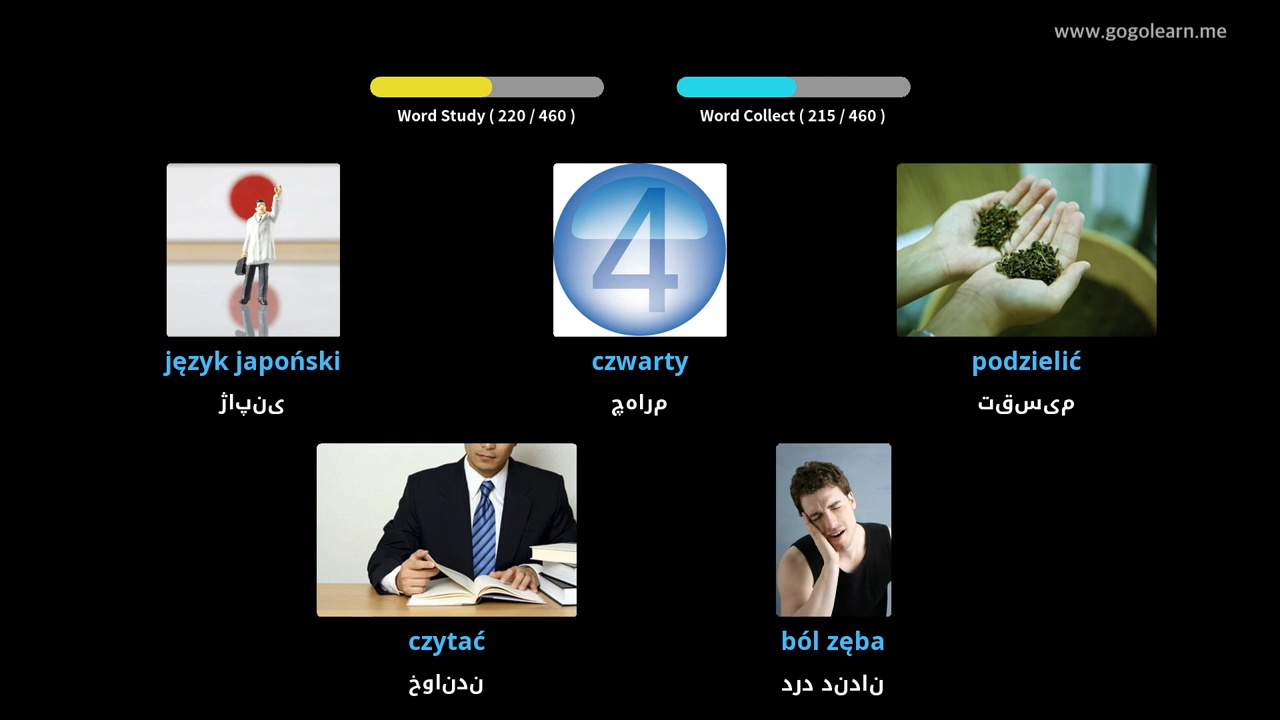 www.gogolearn.me
Word Study ( 220 / 460 )
Word Collect ( 215 / 460 )
język japoński
ژاپنی
czwarty
چهارم
podzielić
تقسیم
czytać
خواندن
ból zęba
درد دندان